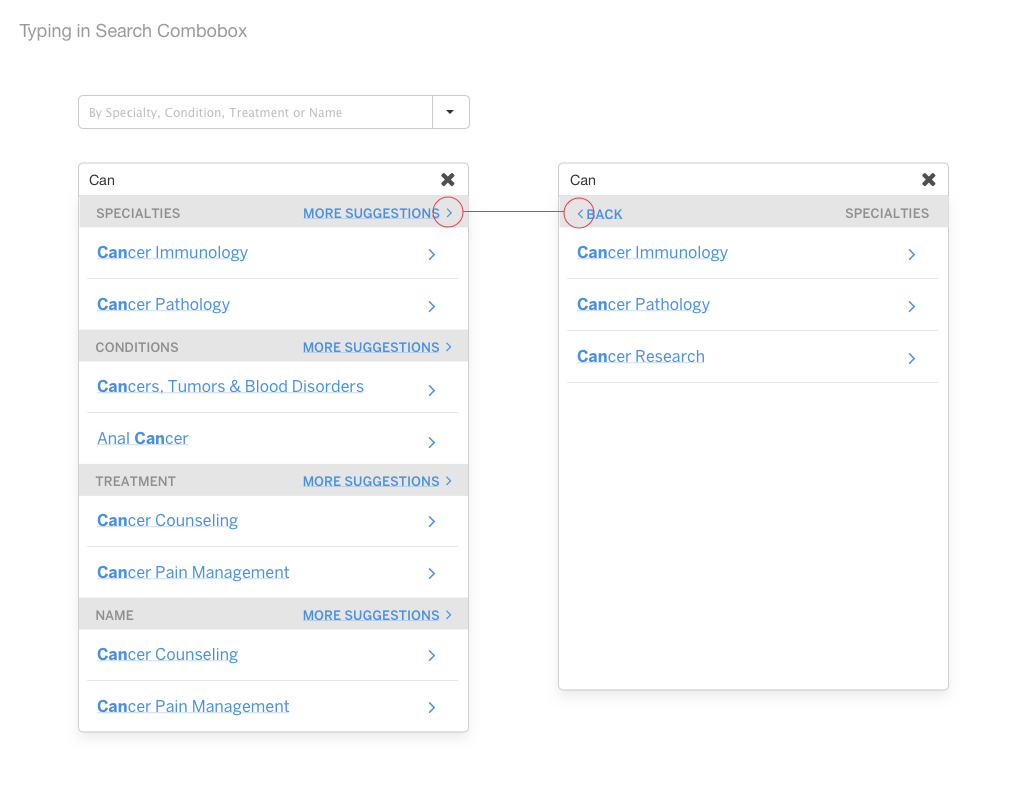 Typing in Search Combobox
By Specialty, Condition, Treatment or Name
Can
SPECIALTIES MORE SUGGESTIONS >
Cancer Immunology >
Cancer Pathology >
CONDITIONS MORE SUGGESTIONS >
Cancers, Tumors & Blood Disorders >
Anal Cancer >
TREATMENT MORE SUGGESTIONS >
Cancer Counseling >
Cancer Pain Management >
NAME MORE SUGGESTIONS >
Cancer Counseling >
Cancer Pain Management >
Can
< BACK SPECIALTIES
Cancer Immunology >
Cancer Pathology >
Cancer Research >